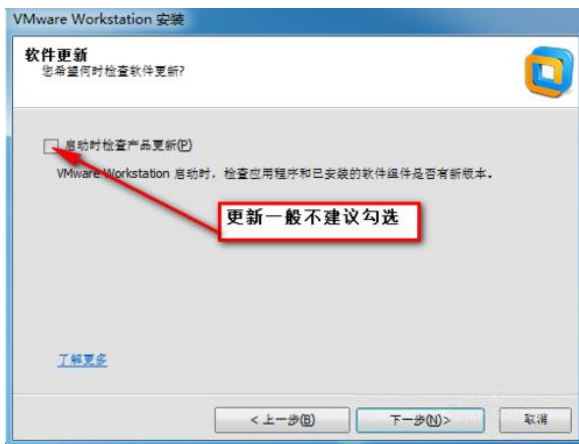 VMware Workstation 安装
软件更新
您希望何时检查软件更新?
启动时检查产品更新(P)
VMware Workstation 启动时，检查应用程序和已安装的软件组件是否有新版本.
更新一般不建议勾选
了解更多
<上一步(B)
下一步(N)>
取消